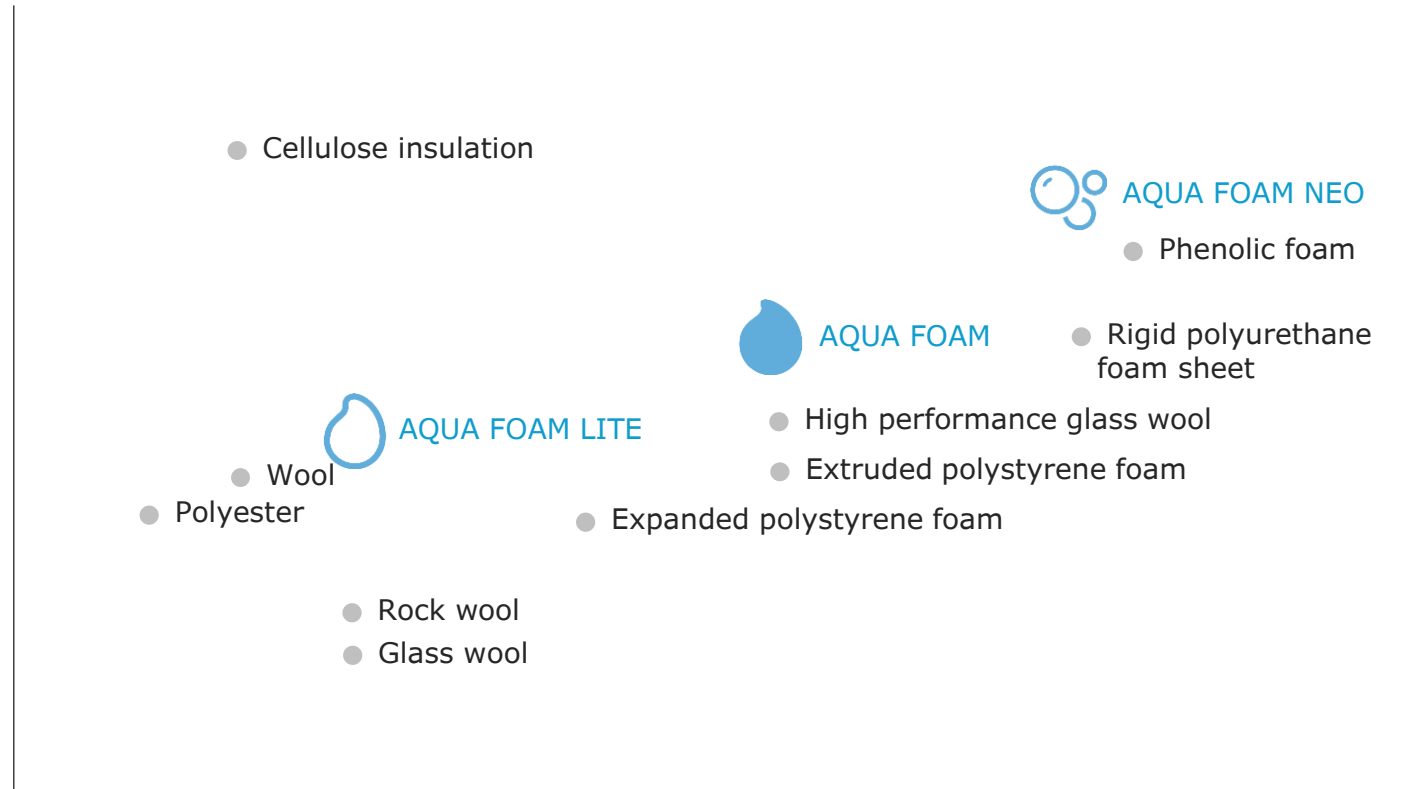 Cellulose insulation
AQUA FOAM NEO
Phenolic foam
AQUA FOAM
Rigid polyurethane
foam sheet
High performance glass wool
AQUA FOAM LITE
Extruded polystyrene foam
Wool
Polyester
Expanded polystyrene foam
Rock wool
Glass wool